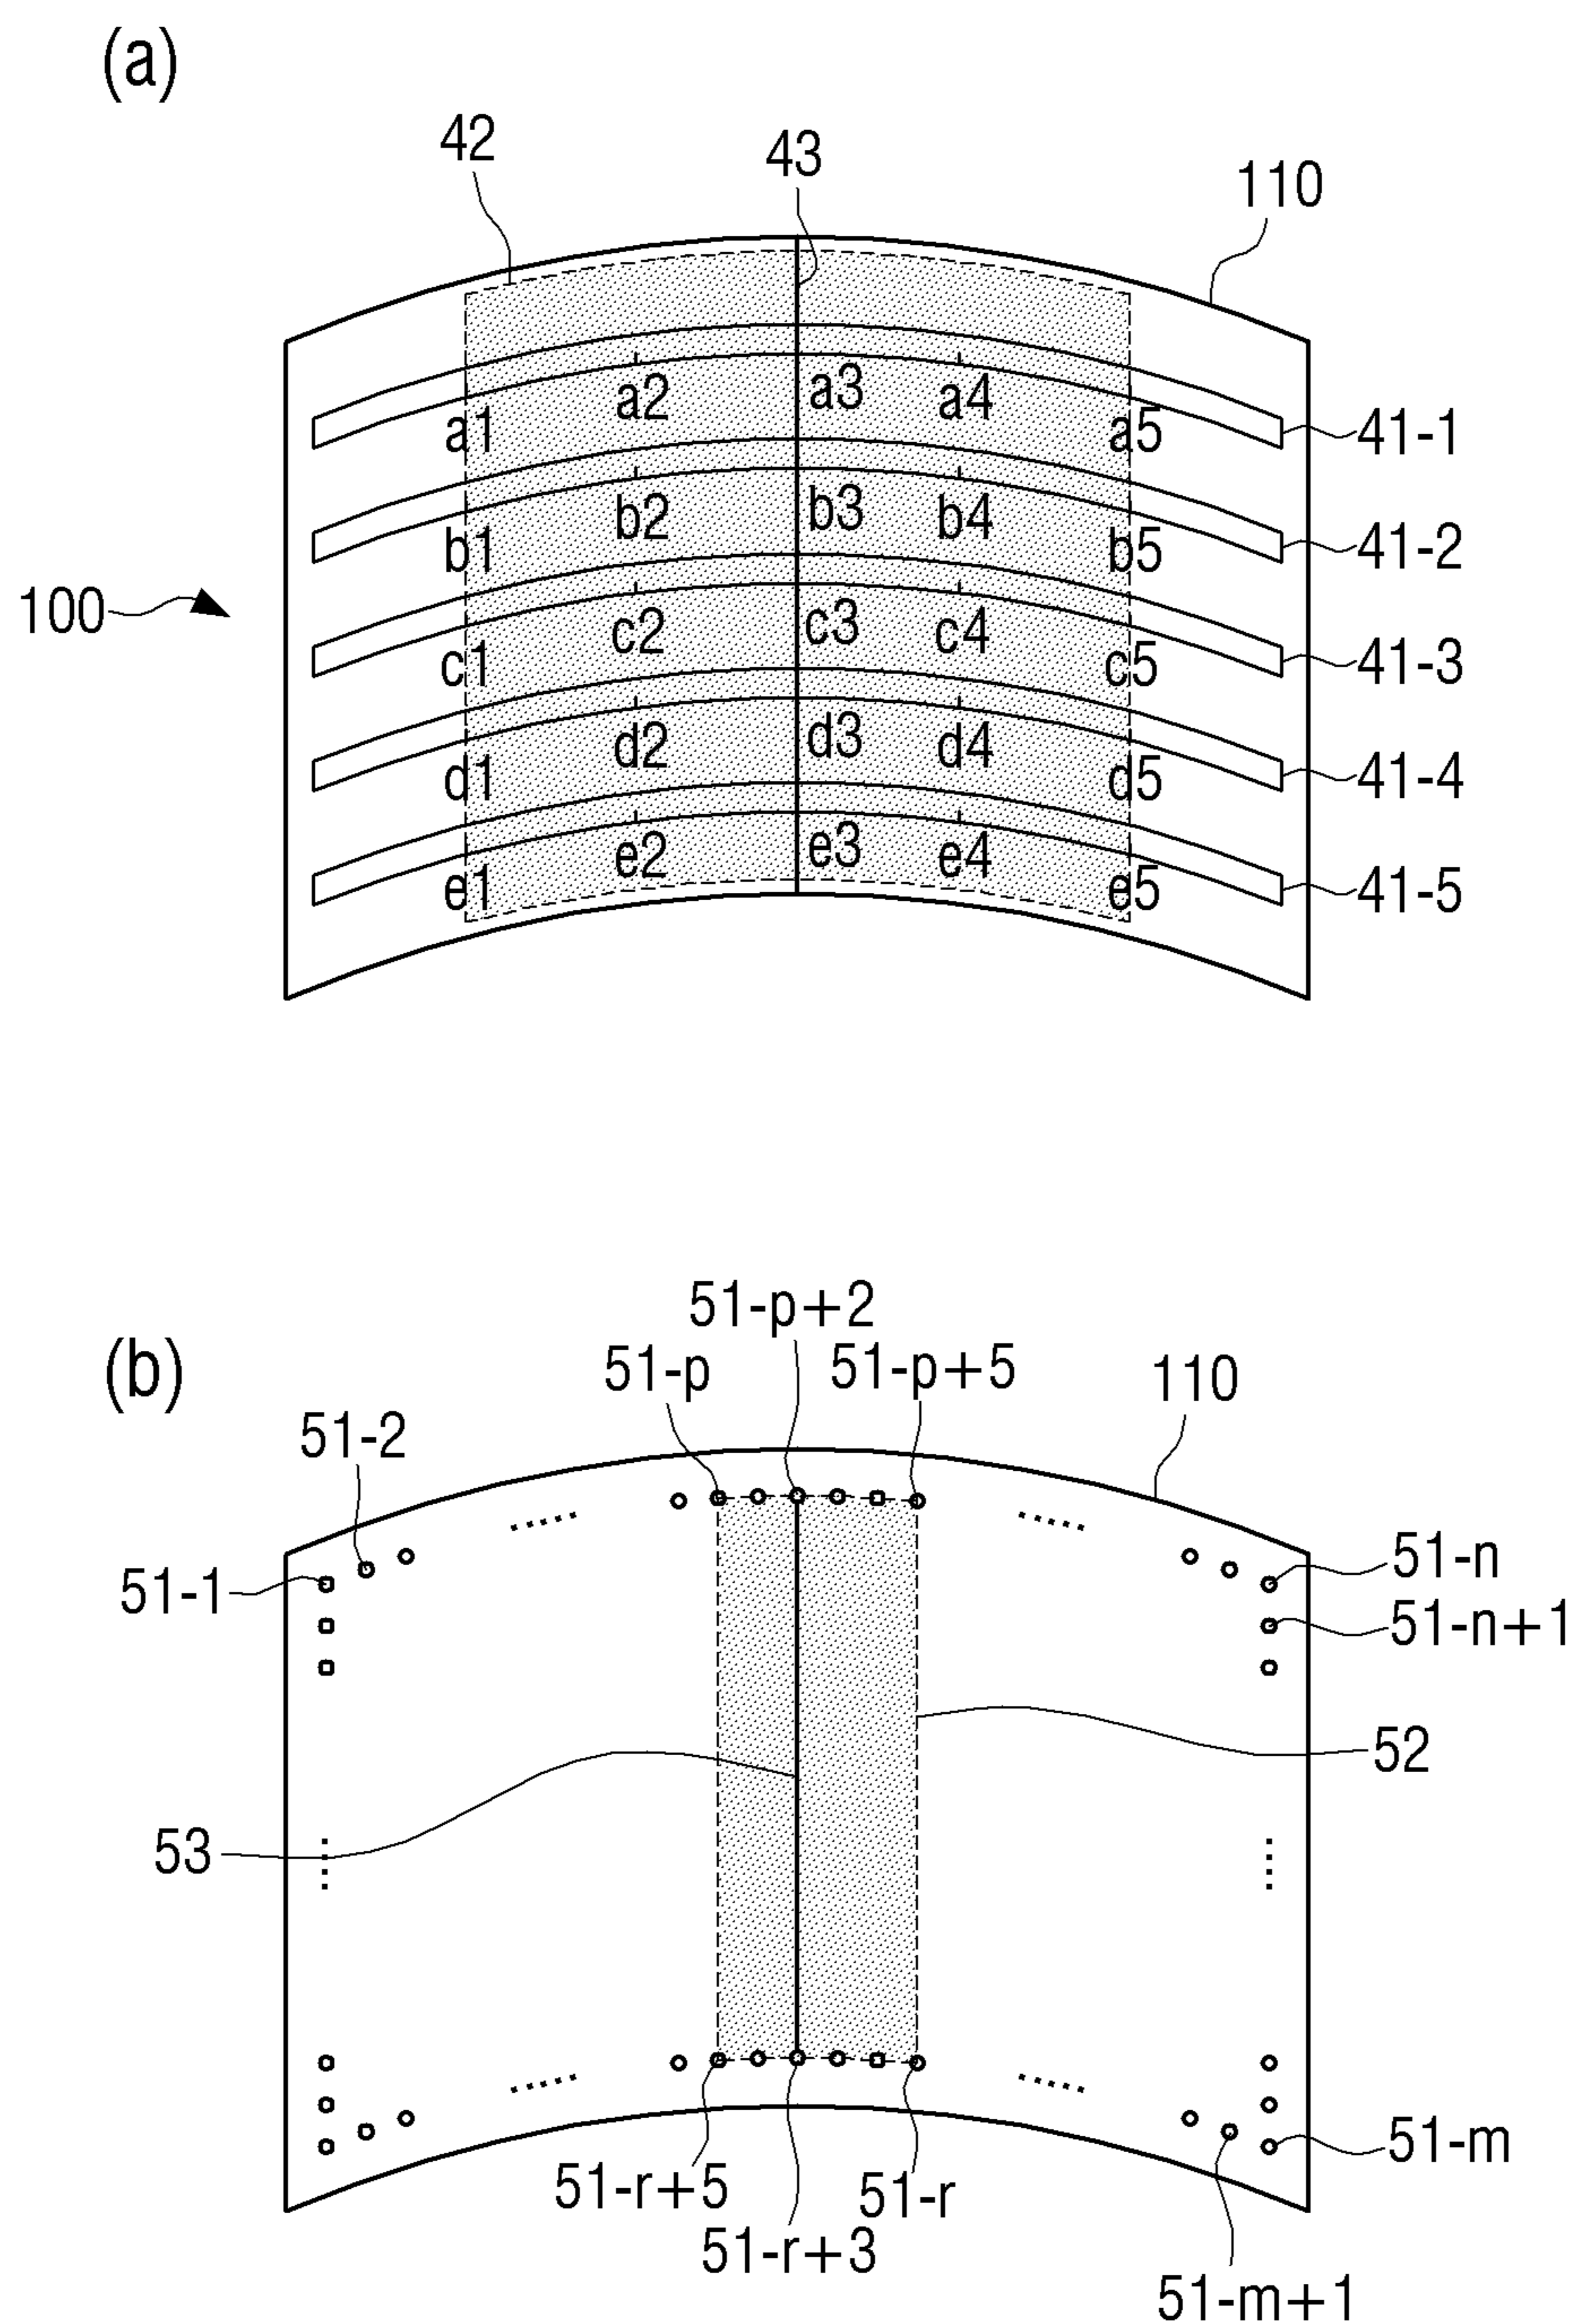 (a)
42
43
110
a1 a2 a3 a4 a5
41-1
b1 b2 b3 b4 b5
41-2
100
c1 c2 c3 c4 c5
41-3
d1 d2 d3 d4 d5
41-4
e1 e2 e3 e4 e5
41-5
(b)
51-p+2
51-p
51-p+5
110
51-2
51-1
51-n
51-n+1
52
53
51-m
51-r+5
51-r
51-r+3
51-m+1